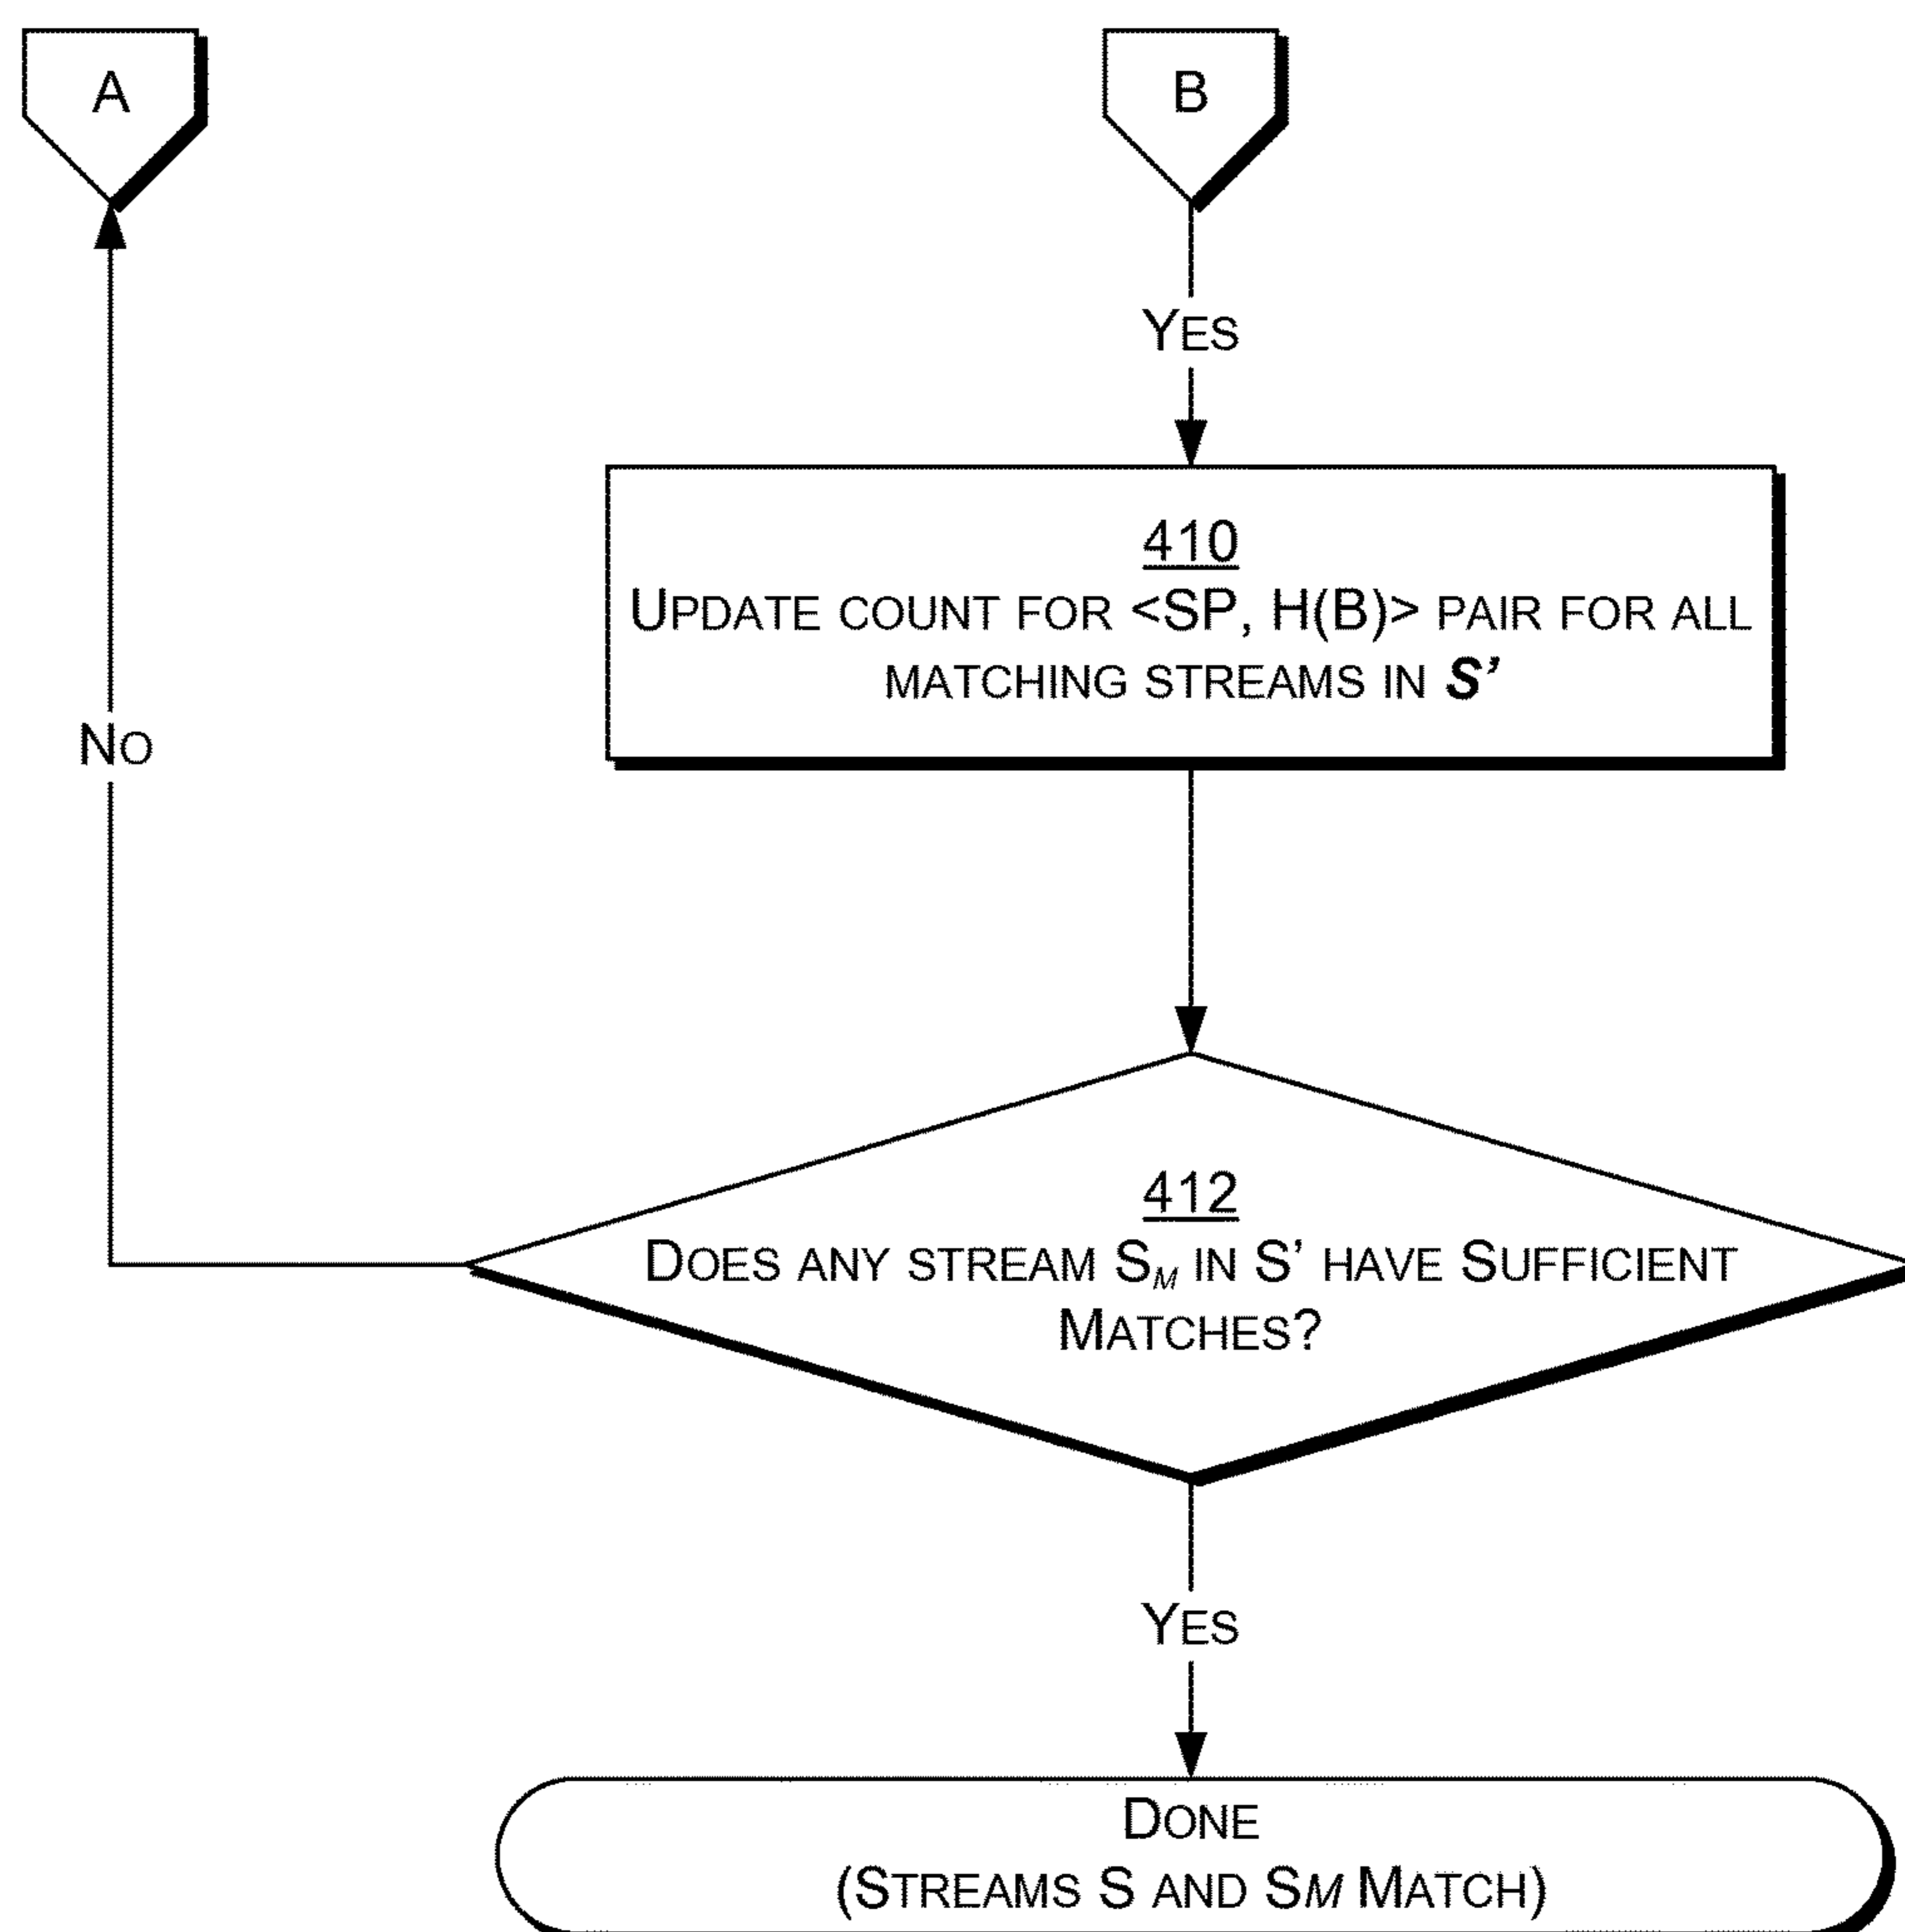 A
B
YES
410
UPDATE COUNT FOR <SP, H(B)> PAIR FOR ALL
MATCHING STREAMS IN S’
NO
412
DOES ANY STREAM SM IN S’ HAVE SUFFICIENT
MATCHES?
YES
DONE
(STREAMS S AND SM MATCH)